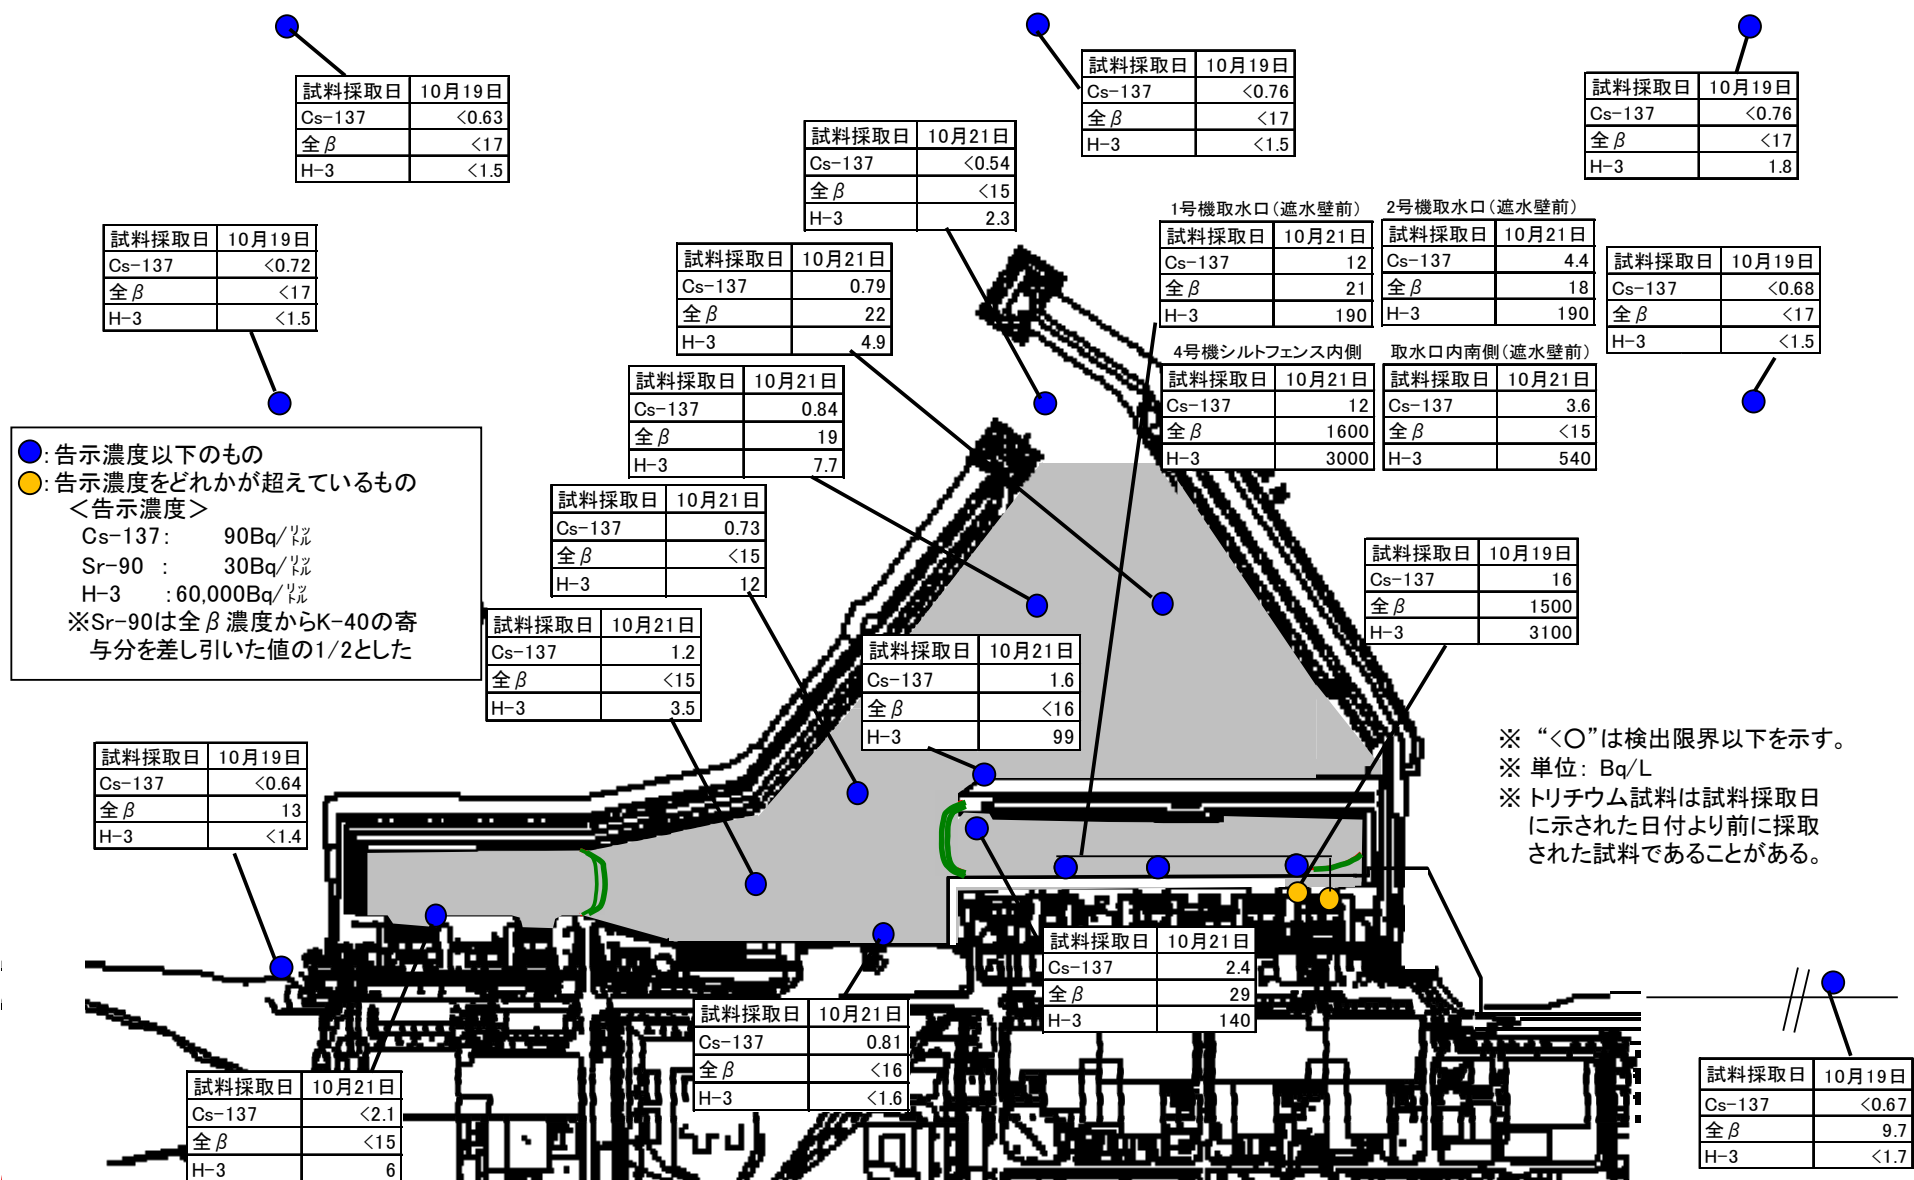 試料採取日 10月19日
Cs-137 <0.63
全β <17
H-3 <1.5
試料採取日 10月19日
Cs-137 <0.76
全β <17
H-3 <1.5
試料採取日 10月19日
Cs-137 <0.76
全β <17
H-3 1.8
試料採取日 10月21日
Cs-137 <0.54
全β <15
H-3 2.3
試料採取日 10月19日
Cs-137 <0.72
全β <17
H-3 <1.5
試料採取日 10月21日
Cs-137 0.79
全β 22
H-3 4.9
1号機取水口(遮水壁前)
試料採取日 10月21日
Cs-137 12
全β 21
H-3 190
2号機取水口(遮水壁前)
試料採取日 10月21日
Cs-137 4.4
全β 18
H-3 190
試料採取日 10月19日
Cs-137 <0.68
全β <17
H-3 <1.5
4号機シルトフェンス内側
試料採取日 10月21日
Cs-137 12
全β 1600
H-3 3000
取水口内南側(遮水壁前)
試料採取日 10月21日
Cs-137 3.6
全β <15
H-3 540
試料採取日 10月21日
Cs-137 0.84
全β 19
H-3 7.7
:告示濃度以下のもの
:告示濃度をどれかが超えているもの
<告示濃度>
Cs-137: 90Bq/㍑
Sr-90 : 30Bq/㍑
H-3 :60,000Bq/㍑
※Sr-90は全β濃度からK-40の寄
与分を差し引いた値の1/2とした
試料採取日 10月21日
Cs-137 0.73
全β <15
H-3 12
試料採取日 10月19日
Cs-137 16
全β 1500
H-3 3100
試料採取日 10月21日
Cs-137 1.2
全β <15
H-3 3.5
試料採取日 10月21日
Cs-137 1.6
全β <16
H-3 99
※ “<〇”は検出限界以下を示す。
※ 単位: Bq/L
※ トリチウム試料は試料採取日
に示された日付より前に採取
された試料であることがある。
試料採取日 10月19日
Cs-137 <0.64
全β 13
H-3 <1.4
試料採取日 10月21日
Cs-137 2.4
全β 29
H-3 140
試料採取日 10月21日
Cs-137 0.81
全β <16
H-3 <1.6
試料採取日 10月21日
Cs-137 <2.1
全β <15
H-3 6
試料採取日 10月19日
Cs-137 <0.67
全β 9.7
H-3 <1.7